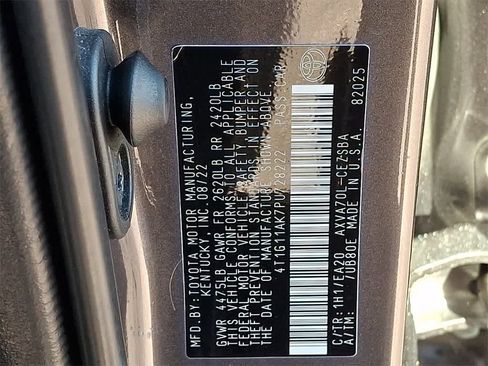 MFD.BY:TOYOTA MOTOR MANUFACTURING,
KENTUCKY, INC. 08/22
GVWR 4475LB GAWR FR 2620LB RR 2420LB
THIS VEHICLE CONFORMS TO ALL APPLICABLE
FEDERAL MOTOR VEHICLE SAFETY, BUMPER AND
THEFT PREVENTION STANDARDS IN EFFECT ON
THE DATE OF MANUFACTURE SHOWN ABOVE.
4T1G11AK7PU728222 PASS.CAR
C/TR:1H1/EA20 AXVA70L-CEZSBA
A/TM: /UB80E MADE IN U.S.A.
82025